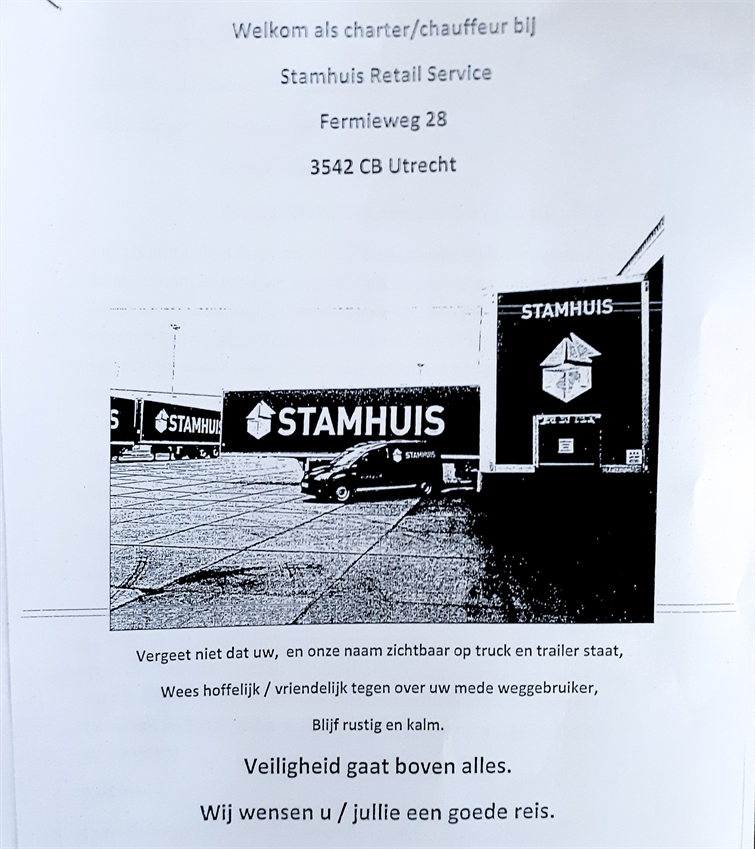 Welkom als charter/chauffeur bij
Stamhuis Retail Service
Fermieweg 28
3542 CB Utrecht
STAMHUIS
S
STAMHUIS
STAMHUIS
STAMHUIS
Vergeet niet dat uw, en onze naam zichtbaar op truck en trailer staat,
Wees hoffelijk / vriendelijk tegen over uw mede weggebruiker,
Blijf rustig en kalm.
Veiligheid gaat boven alles.
Wij wensen u / jullie een goede reis.